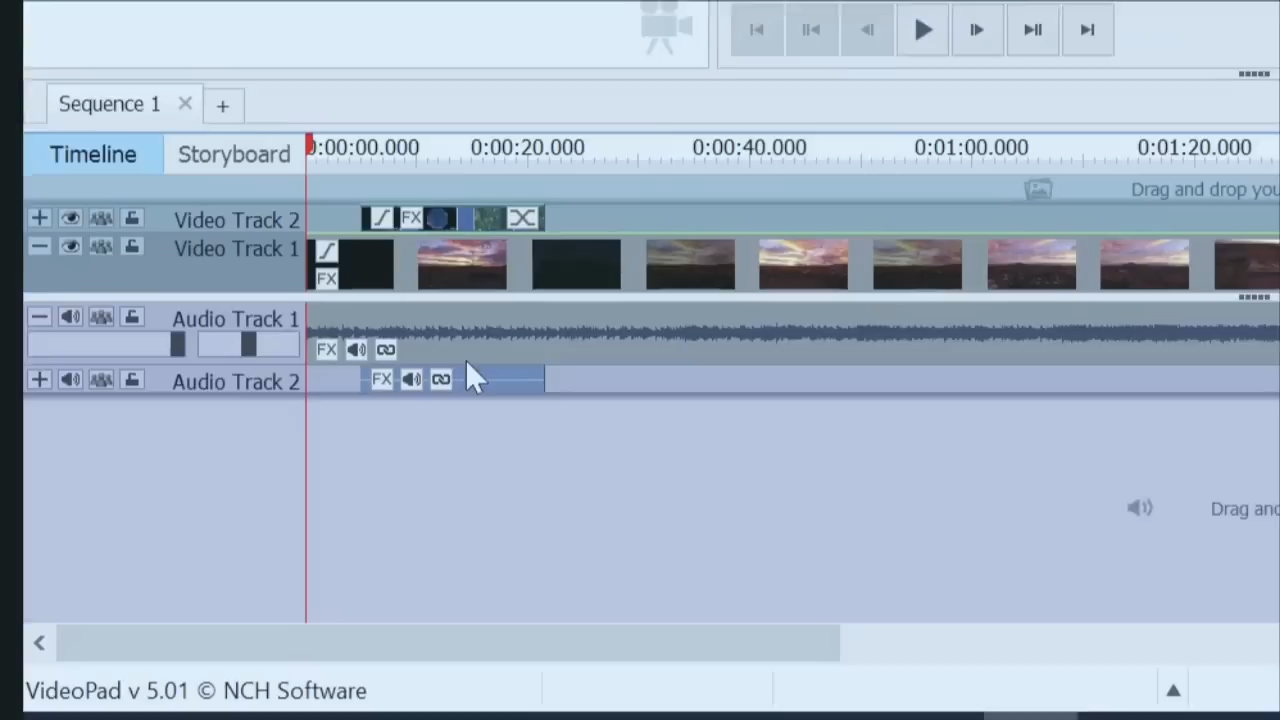 Sequence 1
Timeline
Storyboard
0:00:00.000
0:00:20.000
0:00:40.000
0:01:00.000
0:01:20.000
Drag and drop you
Video Track 2
FX
Video Track 1
FX
Audio Track 1
FX
Audio Track 2
FX
Drag and
VideoPad v 5.01 © NCH Software